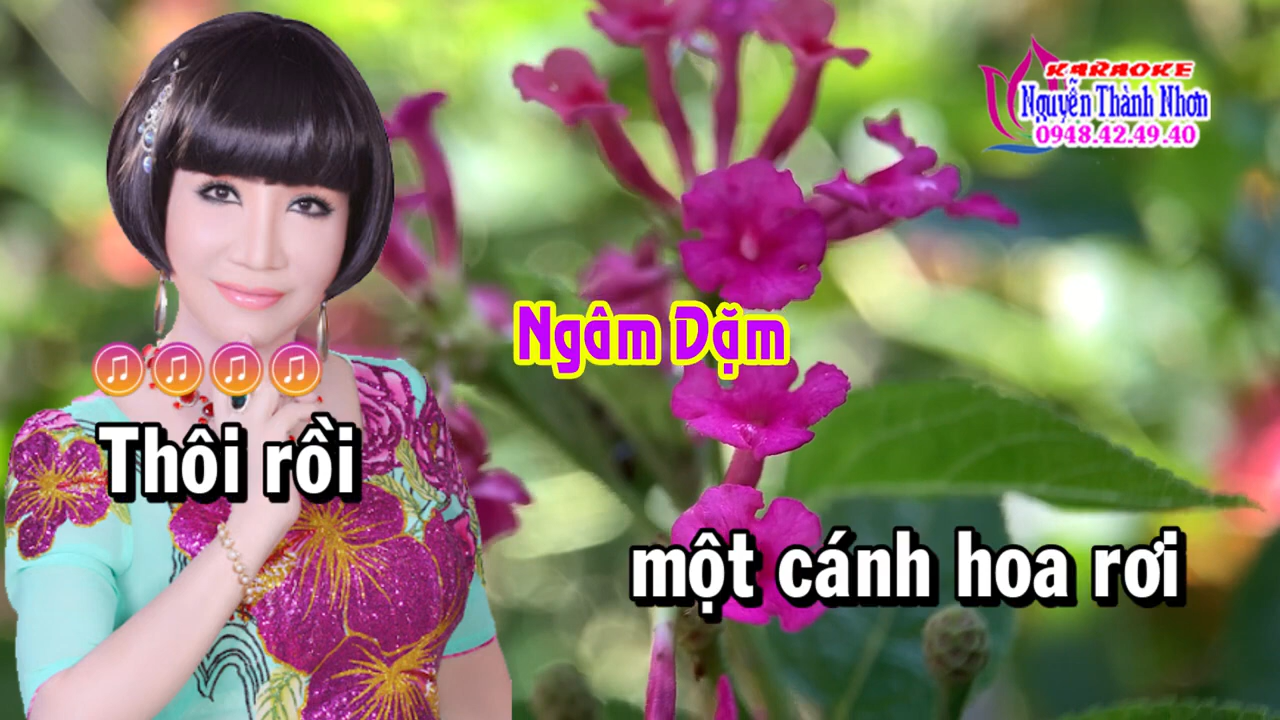 KARAOKE
Nguyễn Thành Nhơn
0948.42.49.40
Ngâm Dặm
Thôi rồi
một cánh hoa rơi